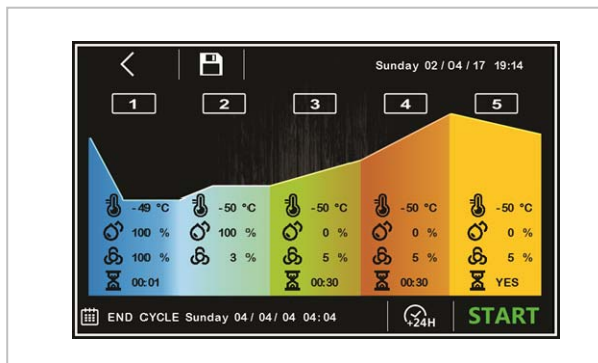 Sunday 02 / 04 / 17 19:14
1 2 3 4 5
-49 °C -50 °C -50 °C -50 °C -50 °C
100 % 100 % 0 % 0 % 0 %
100 % 3 % 5 % 5 % 5 %
00:01 00:30 00:30 YES
END CYCLE Sunday 04 / 04 / 04 04:04 +24H START